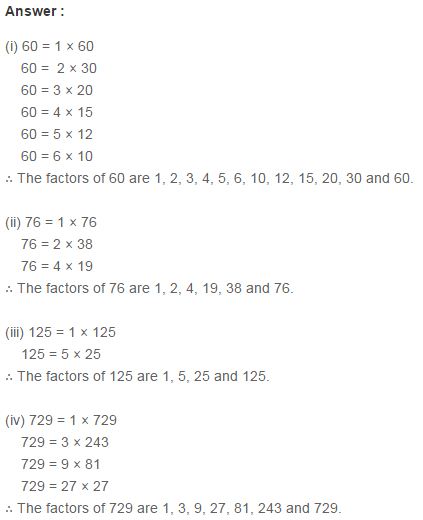 Answer :
(i) 60 = 1 × 60
60 = 2 × 30
60 = 3 × 20
60 = 4 × 15
60 = 5 × 12
60 = 6 × 10
∴ The factors of 60 are 1, 2, 3, 4, 5, 6, 10, 12, 15, 20, 30 and 60.
(ii) 76 = 1 × 76
76 = 2 × 38
76 = 4 × 19
∴ The factors of 76 are 1, 2, 4, 19, 38 and 76.
(iii) 125 = 1 × 125
125 = 5 × 25
∴ The factors of 125 are 1, 5, 25 and 125.
(iv) 729 = 1 × 729
729 = 3 × 243
729 = 9 × 81
729 = 27 × 27
∴ The factors of 729 are 1, 3, 9, 27, 81, 243 and 729.